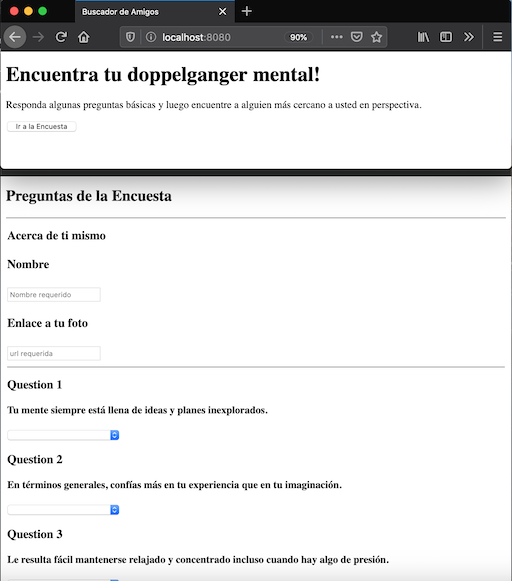 Buscador de Amigos
localhost:8080
90%
Encuentra tu doppelganger mental!
Responda algunas preguntas básicas y luego encuentre a alguien más cercano a usted en perspectiva.
Ir a la Encuesta
Preguntas de la Encuesta
Acerca de ti mismo
Nombre
Nombre requerido
Enlace a tu foto
url requerida
Question 1
Tu mente siempre está llena de ideas y planes inexplorados.
Question 2
En términos generales, confías más en tu experiencia que en tu imaginación.
Question 3
Le resulta fácil mantenerse relajado y concentrado incluso cuando hay algo de presión.